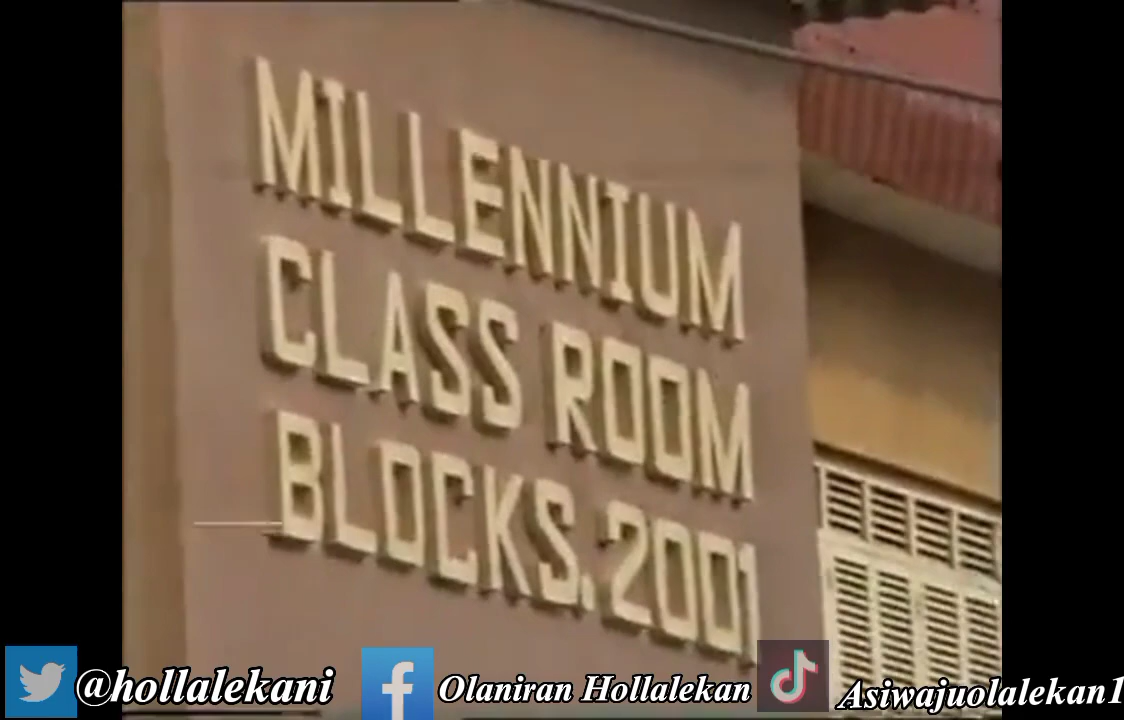 MILLENNIUM
CLASS ROOM
BLOCKS. 2001
@hollalekani
Olaniran Hollalekan
Asiwajuolalekan1